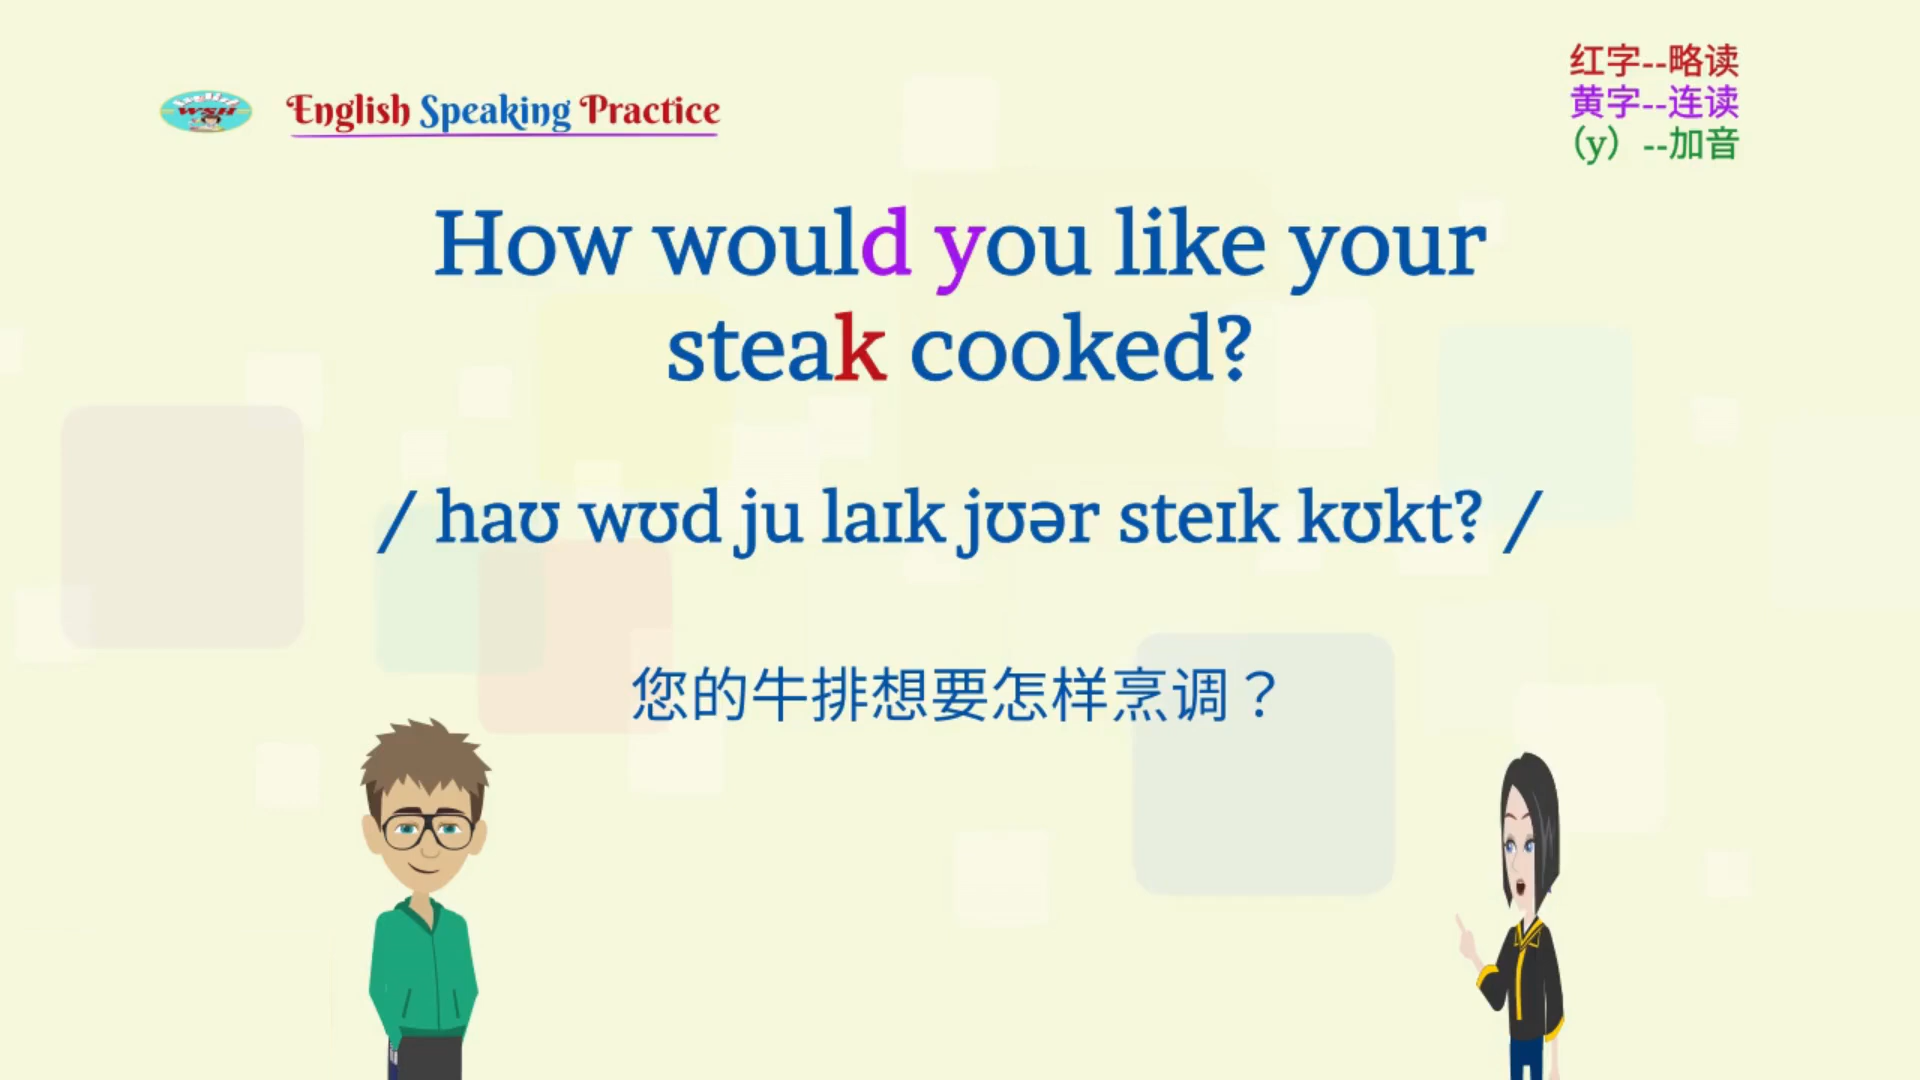 English Speaking Practice
红字--略读
黄字--连读
（y）--加音
How would you like your
steak cooked?
/ haʊ wʊd ju laɪk jʊər steɪk kʊkt? /
您的牛排想要怎样烹调？